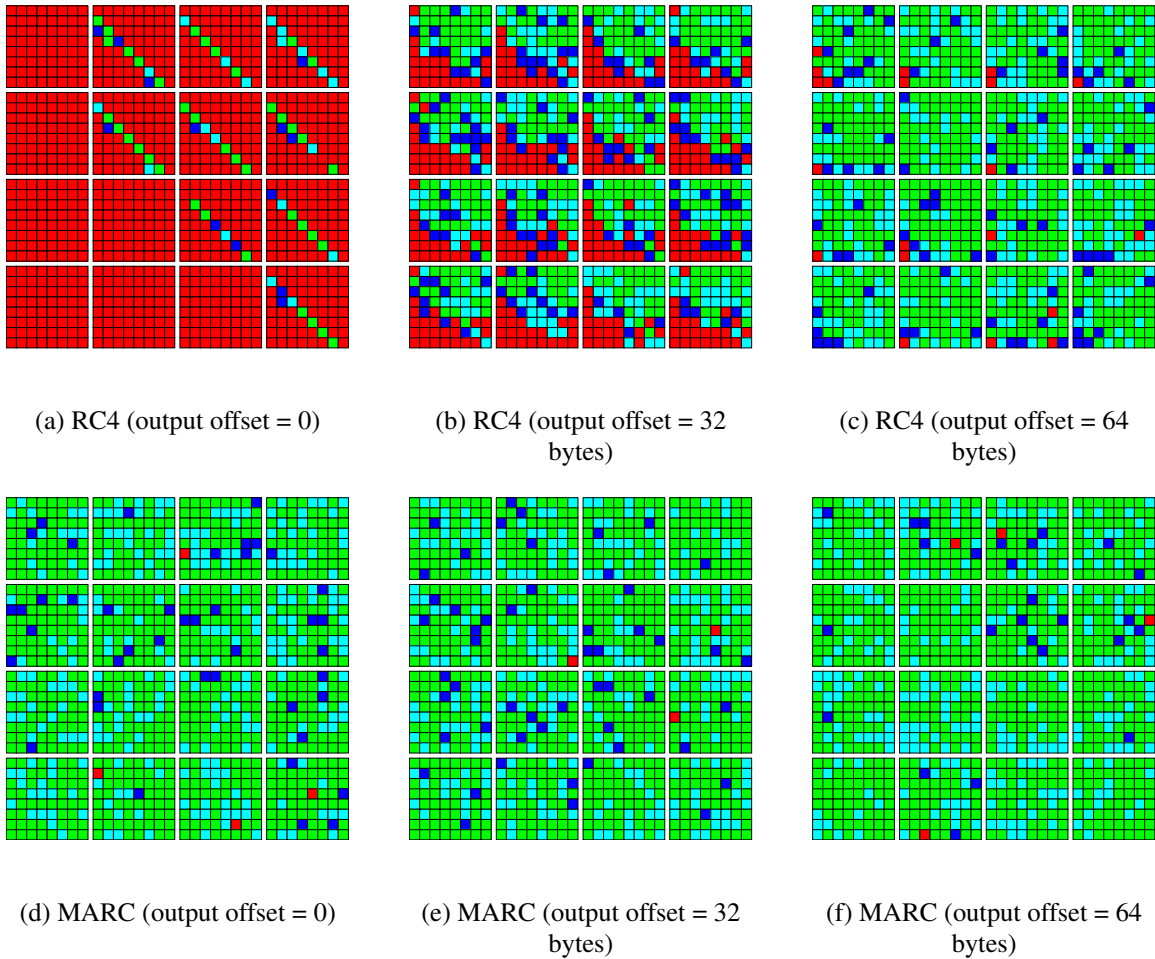 (a) RC4 (output offset = 0)
(b) RC4 (output offset = 32
bytes)
(c) RC4 (output offset = 64
bytes)
(d) MARC (output offset = 0)
(e) MARC (output offset = 32
bytes)
(f) MARC (output offset = 64
bytes)